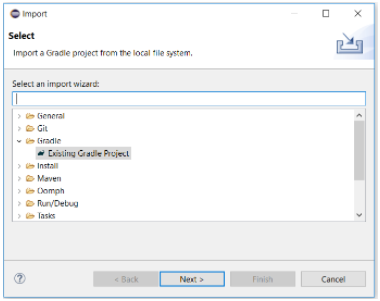 Import
Select
Import a Gradle project from the local file system.
Select an import wizard:
General
Git
Gradle
Existing Gradle Project
Install
Maven
Oomph
Run/Debug
Tasks
< Back
Next >
Finish
Cancel